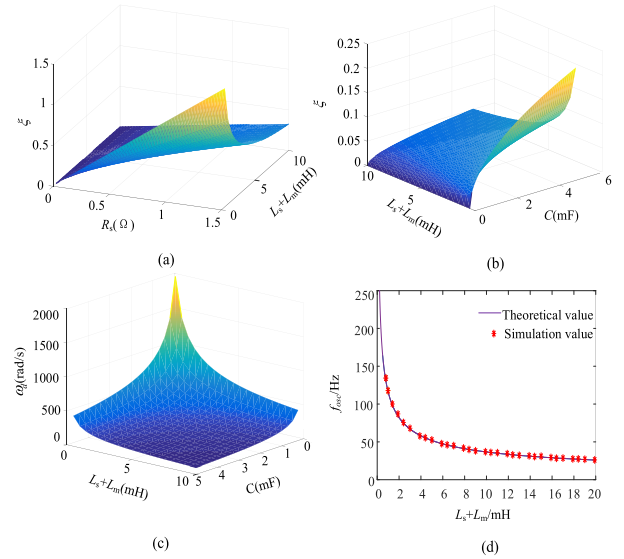 1.5
1
0.5
0
ξ
0
0.5
1
1.5
Rs(Ω)
0
5
10
Ls+Lm(mH)
(a)
0.25
0.2
0.15
0.1
0.05
0
ξ
10
5
0
Ls+Lm(mH)
2
4
6
C(mF)
(b)
2000
1500
1000
500
0
ωd(rad/s)
0
5
10
Ls+Lm(mH)
5
4
3
2
1
0
C(mF)
(c)
250
200
150
100
50
0
fosc/Hz
Theoretical value
Simulation value
0 2 4 6 8 10 12 14 16 18 20
Ls+Lm/mH
(d)